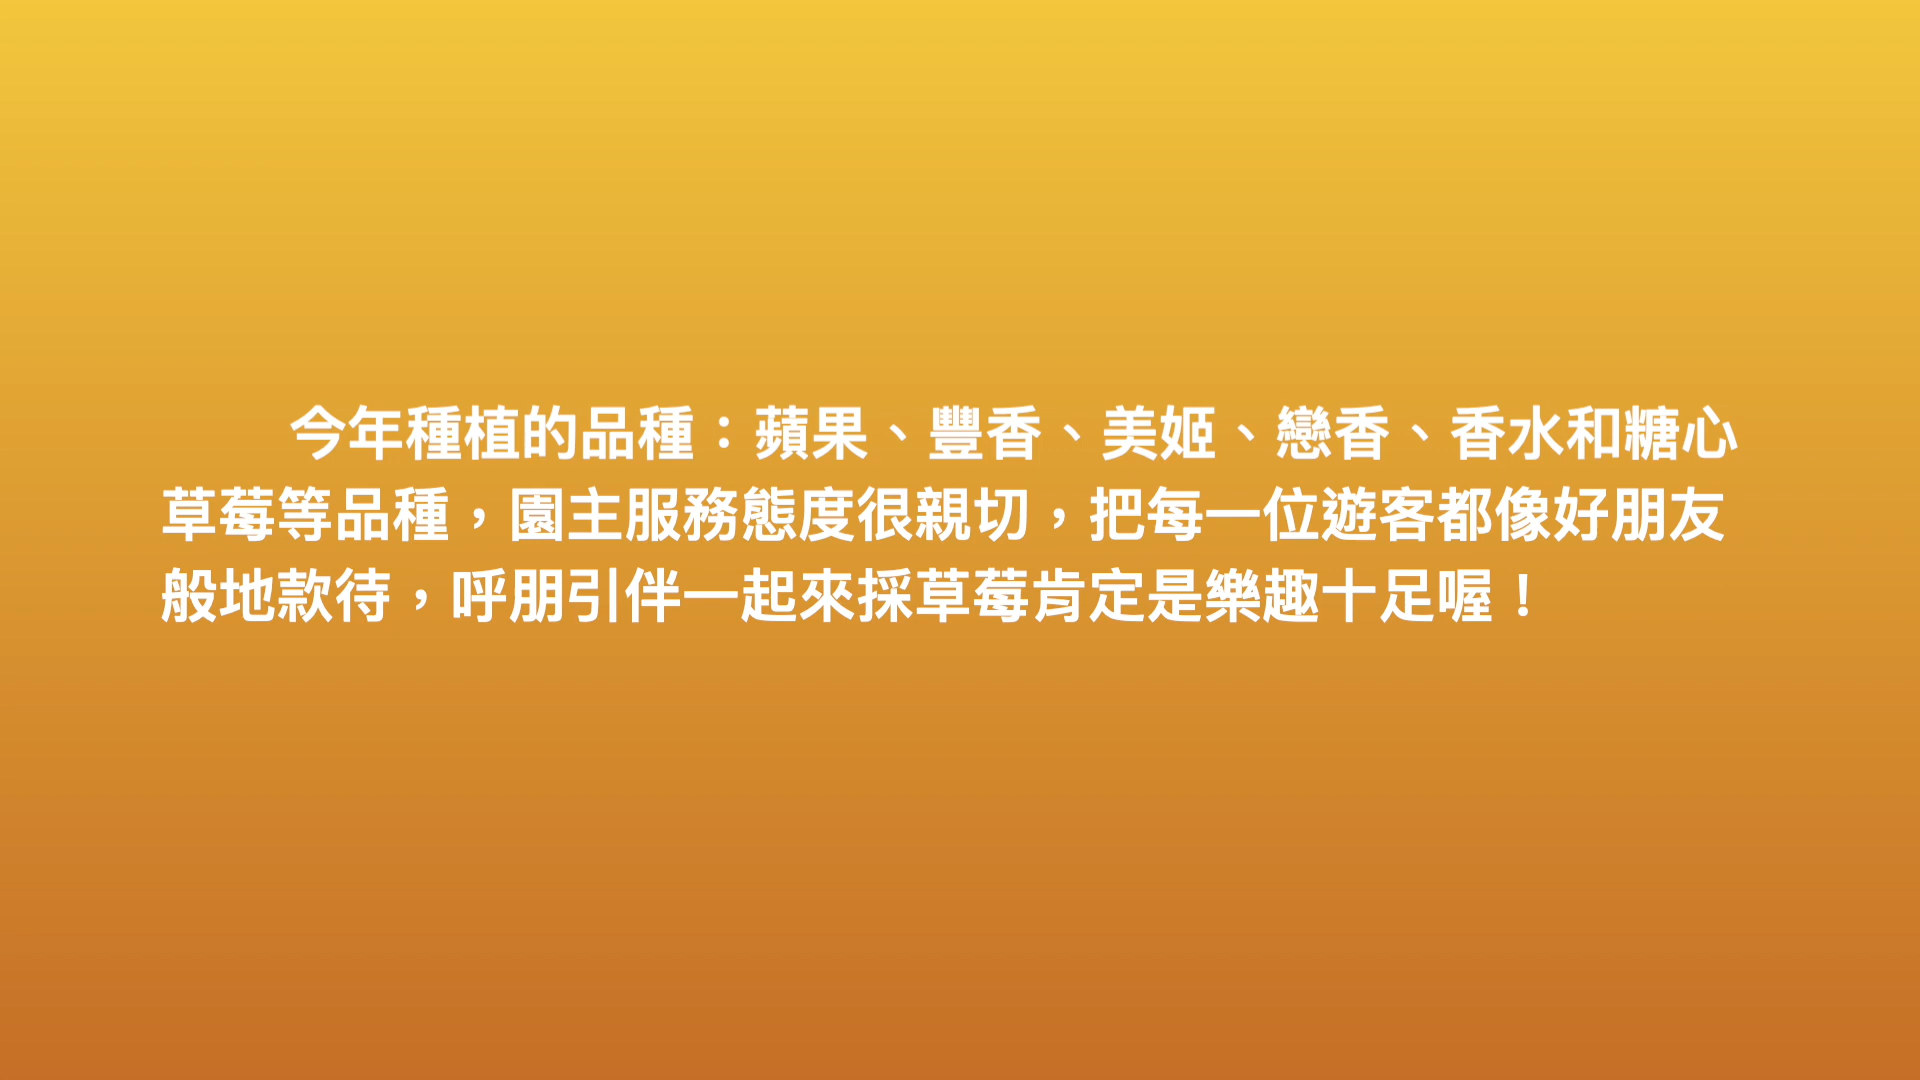 今年種植的品種：蘋果、豐香、美姬、戀香、香水和糖心
草莓等品種，園主服務態度很親切，把每一位遊客都像好朋友
般地款待，呼朋引伴一起來採草莓肯定是樂趣十足喔！